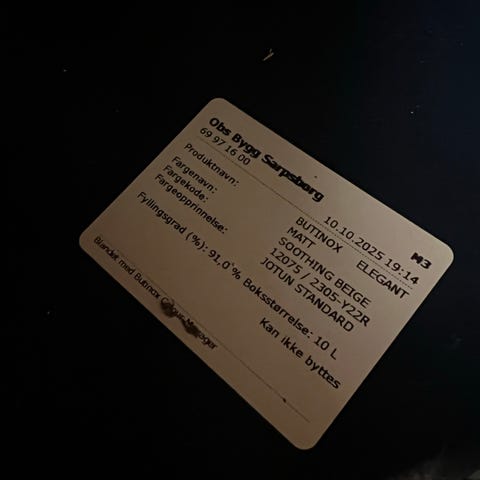 Obs Bygg Sarpsborg
69 97 16 00
10.10.2025 19:14 M3
Produktnavn: BUTINOX ELEGANT
MATT
Fargenavn: SOOTHING BEIGE
Fargekode: 12075 / 2305-Y22R
Fargeopprinnelse: JOTUN STANDARD
Fyllingsgrad (%): 91,0 % Boksstørrelse: 10 L
Kan ikke byttes
Blandet med Butinox